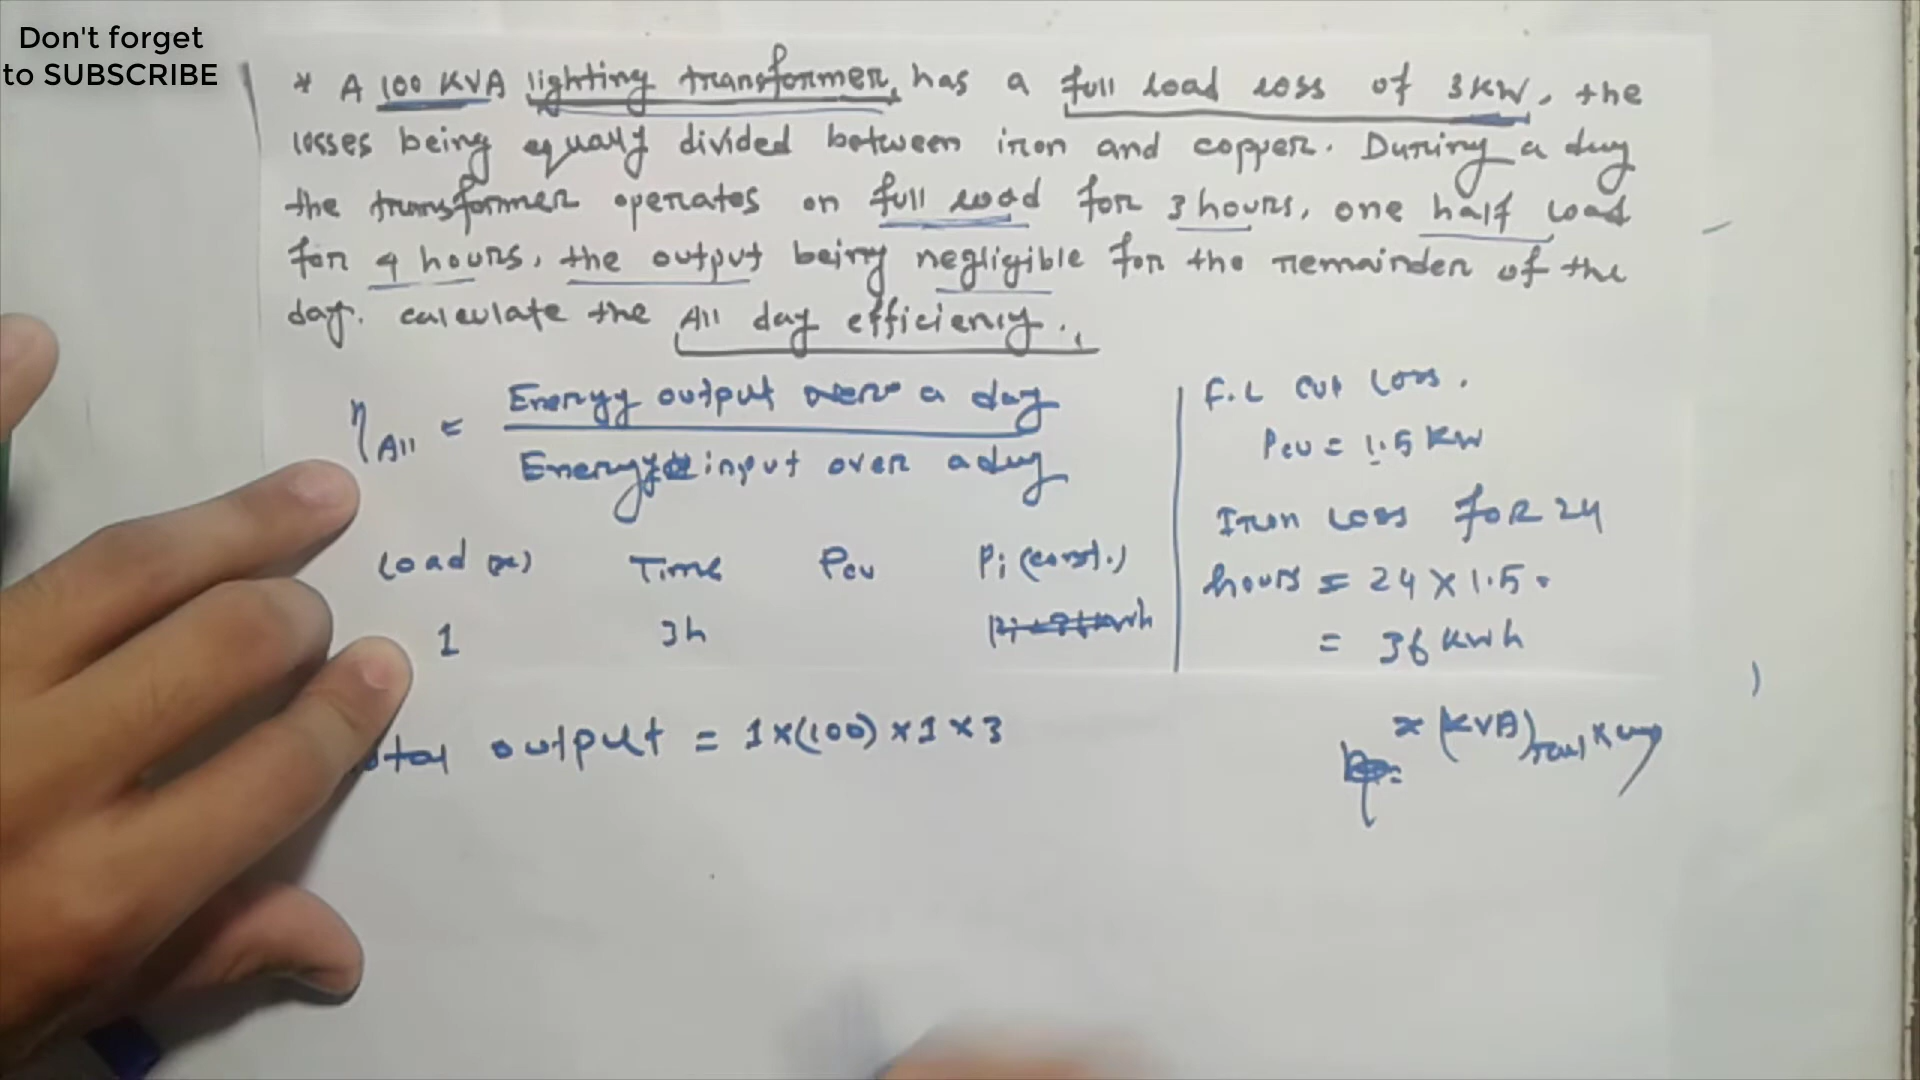 Don't forget
to SUBSCRIBE
* A 100 KVA lighting transformer, has a full load loss of 3KW, the
losses being equaly divided between iron and copper. During a day
the transformer operates on full load for 3 hours, one half load
for 4 hours, the output being negligible for the remainder of the
day. calculate the All day efficiency.
η All = Energy output over a day
Energy input over a day
F.L cu loss.
Pcu = 1.5 KW
Iron loss for 24
hours = 24 × 1.5
= 36 kwh
Load (x) Time Pcu Pi (const.)
1 3h
output = 1×(100)×1×3
x (KVA)